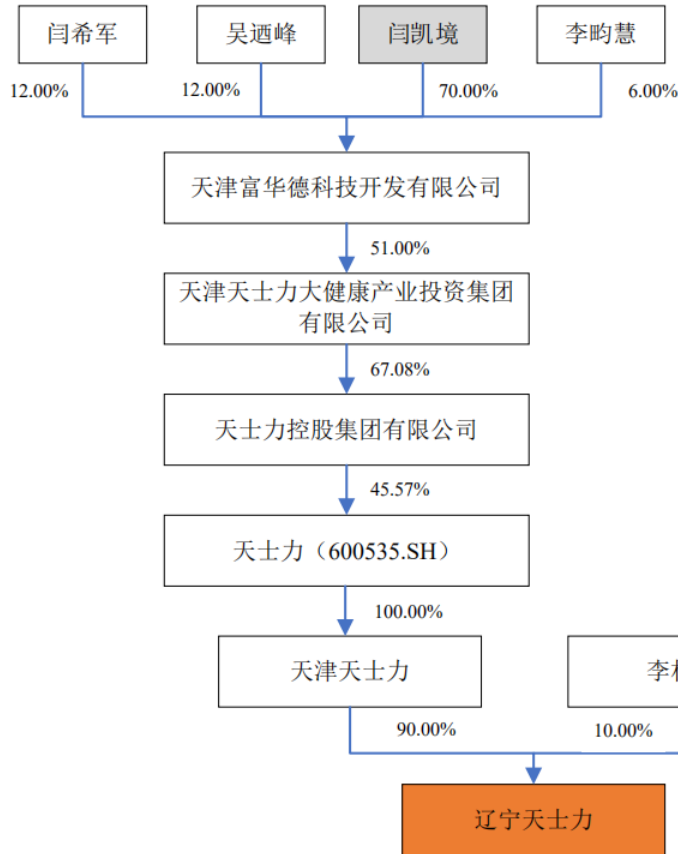 闫希军 吴迺峰 闫凯境 李畇慧
12.00% 12.00% 70.00% 6.00%
天津富华德科技开发有限公司
51.00%
天津天士力大健康产业投资集团
有限公司
67.08%
天士力控股集团有限公司
45.57%
天士力（600535.SH）
100.00%
天津天士力 李
90.00% 10.00%
辽宁天士力